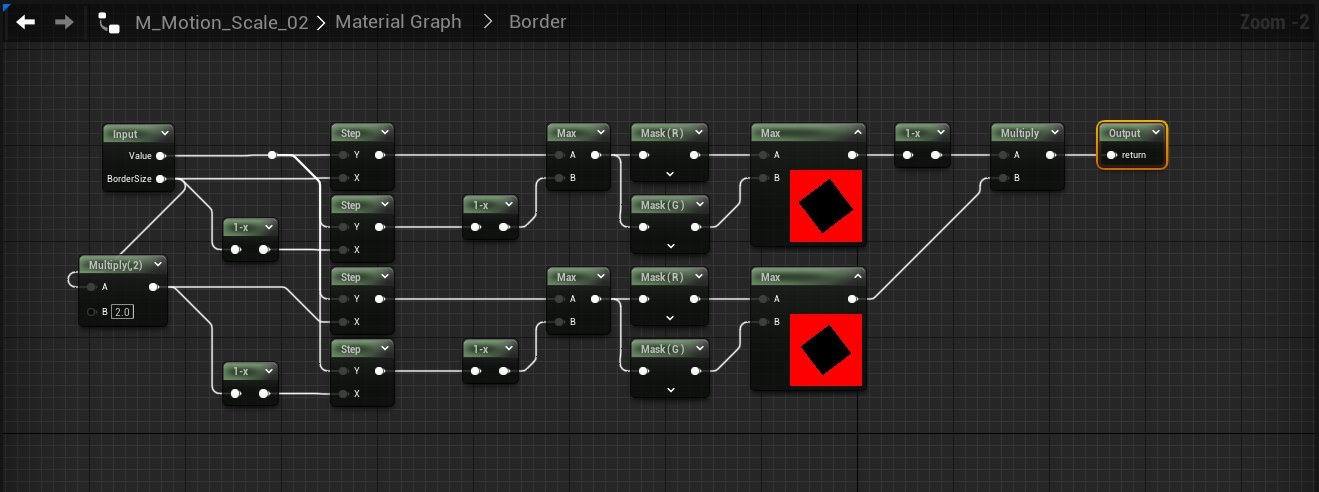 M_Motion_Scale_02 > Material Graph > Border
Zoom -2
Input
Value
BorderSize
Step
Y
X
Max
A
B
Mask ( R )
Max
A
B
1-x
Multiply
A
B
Output
return
Step
Y
X
1-x
Mask ( G )
1-x
Multiply(,2)
A
B 2.0
Step
Y
X
Max
A
B
Mask ( R )
Max
A
B
Step
Y
X
1-x
Mask ( G )
1-x